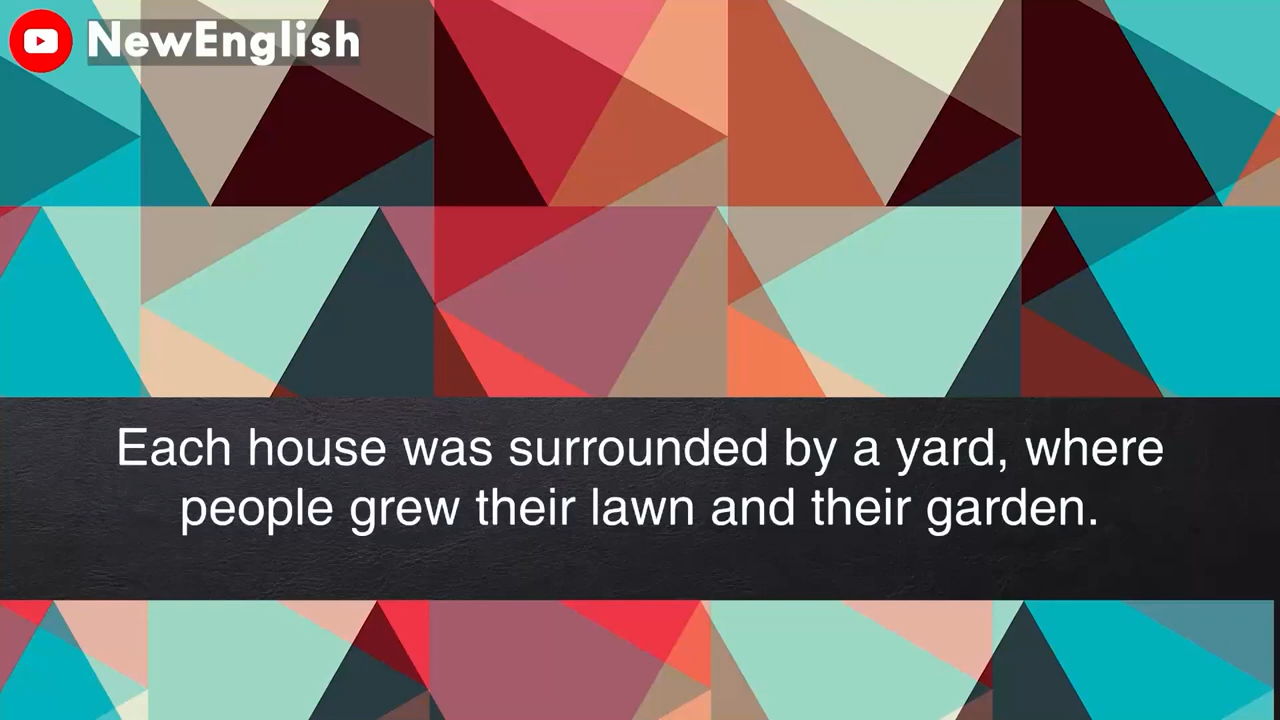 NewEnglish
Each house was surrounded by a yard, where
people grew their lawn and their garden.